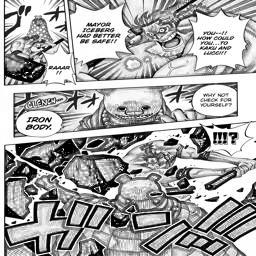 YOU--!!
HOW COULD
YOU...TO
KAKU AND
LUCCI!!
MAYOR
ICEBERG
HAD BETTER
BE SAFE!!
RAAAR
!!
WHY NOT
CHECK FOR
YOURSELF?
CLENCH...
IRON
BODY.
!!!?